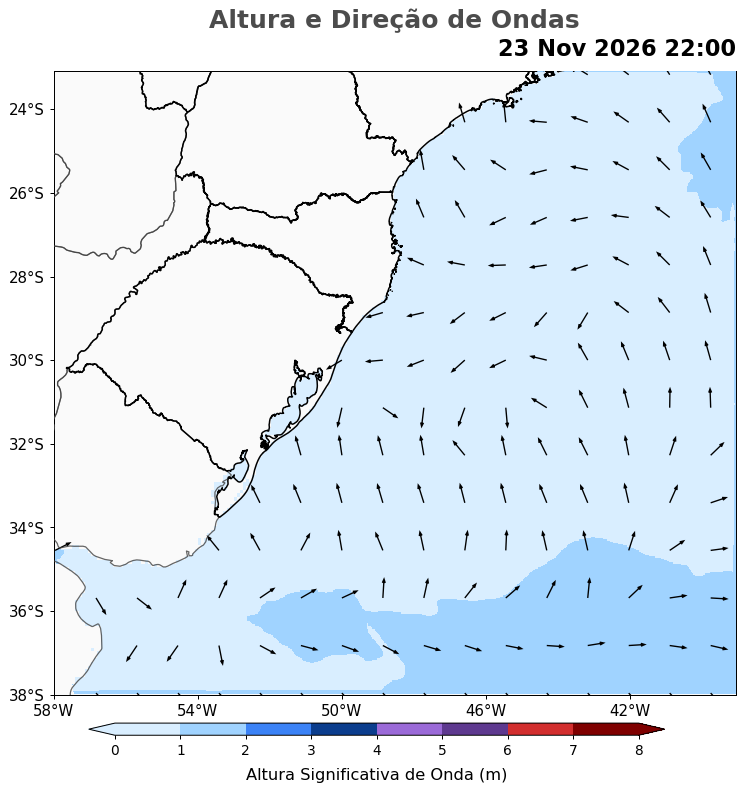 Altura e Direção de Ondas
23 Nov 2026 22:00
24°S
26°S
28°S
30°S
32°S
34°S
36°S
38°S
58°W 54°W 50°W 46°W 42°W
0 1 2 3 4 5 6 7 8
Altura Significativa de Onda (m)